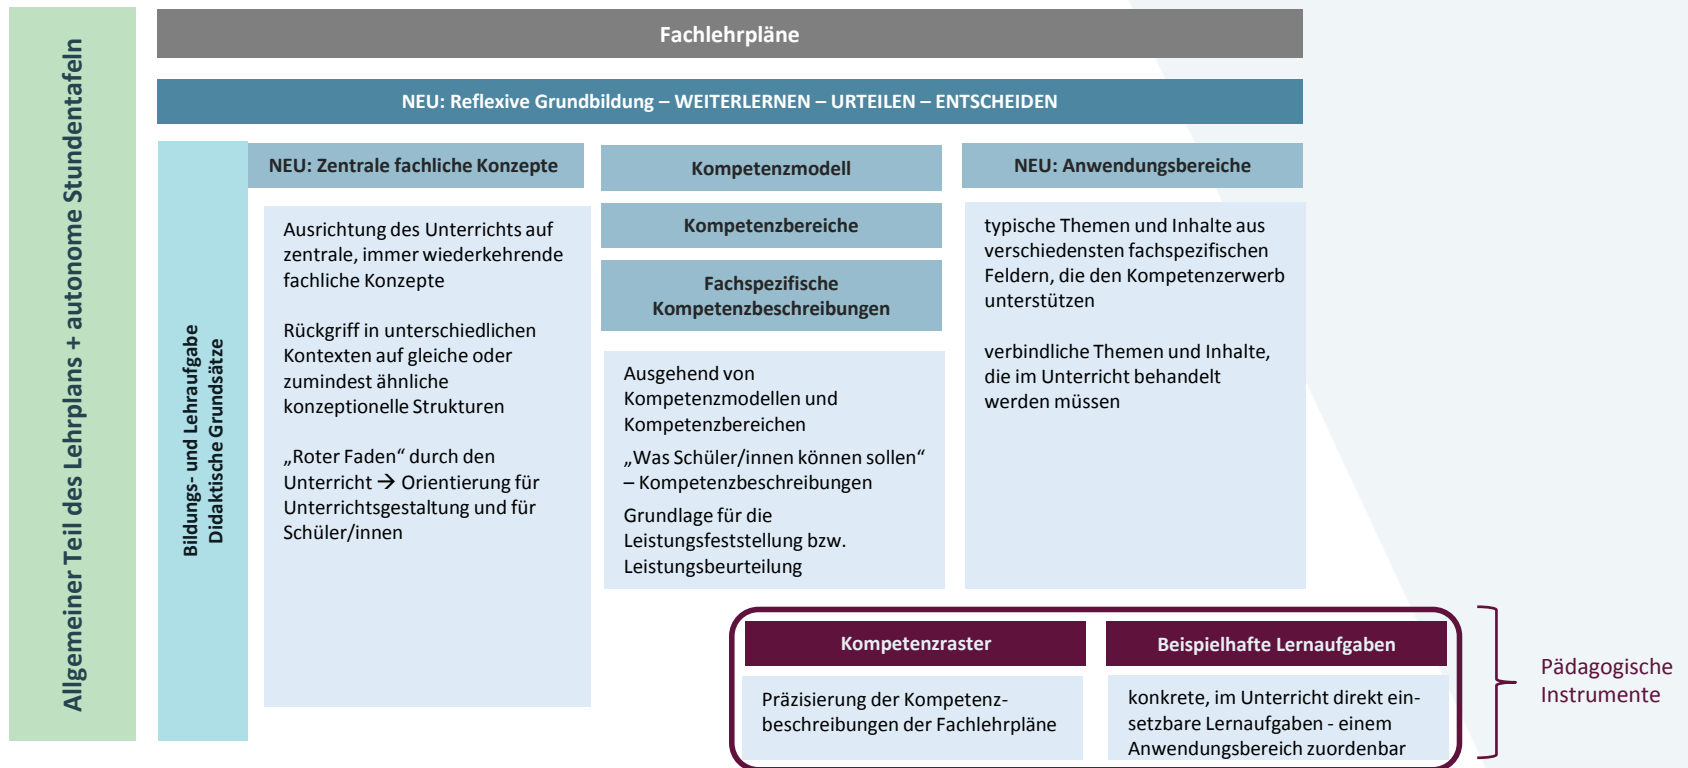 Allgemeiner Teil des Lehrplans + autonome Stundentafeln
Fachlehrpläne
NEU: Reflexive Grundbildung – WEITERLERNEN – URTEILEN – ENTSCHEIDEN
Bildungs- und Lehraufgabe
Didaktische Grundsätze
NEU: Zentrale fachliche Konzepte
Ausrichtung des Unterrichts auf
zentrale, immer wiederkehrende
fachliche Konzepte
Rückgriff in unterschiedlichen
Kontexten auf gleiche oder
zumindest ähnliche
konzeptionelle Strukturen
„Roter Faden“ durch den
Unterricht → Orientierung für
Unterrichtsgestaltung und für
Schüler/innen
Kompetenzmodell
Kompetenzbereiche
Fachspezifische
Kompetenzbeschreibungen
Ausgehend von
Kompetenzmodellen und
Kompetenzbereichen
„Was Schüler/innen können sollen“
– Kompetenzbeschreibungen
Grundlage für die
Leistungsfeststellung bzw.
Leistungsbeurteilung
NEU: Anwendungsbereiche
typische Themen und Inhalte aus
verschiedensten fachspezifischen
Feldern, die den Kompetenzerwerb
unterstützen
verbindliche Themen und Inhalte,
die im Unterricht behandelt
werden müssen
Kompetenzraster
Präzisierung der Kompetenz-
beschreibungen der Fachlehrpläne
Beispielhafte Lernaufgaben
konkrete, im Unterricht direkt ein-
setzbare Lernaufgaben - einem
Anwendungsbereich zuordenbar
Pädagogische
Instrumente